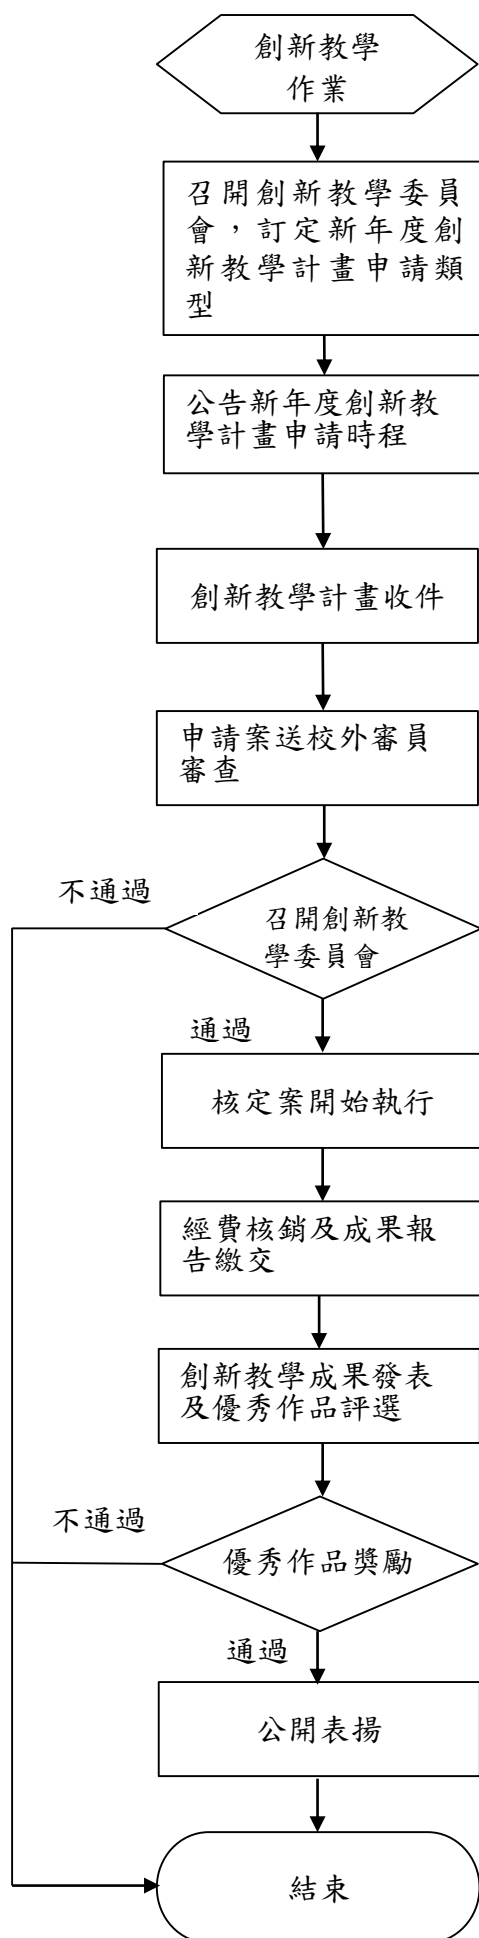 創新教學
作業
召開創新教學委員
會，訂定新年度創
新教學計畫申請類
型
公告新年度創新教
學計畫申請時程
創新教學計畫收件
申請案送校外審員
審查
不通過
召開創新教
學委員會
通過
核定案開始執行
經費核銷及成果報
告繳交
創新教學成果發表
及優秀作品評選
不通過
優秀作品獎勵
通過
公開表揚
結束